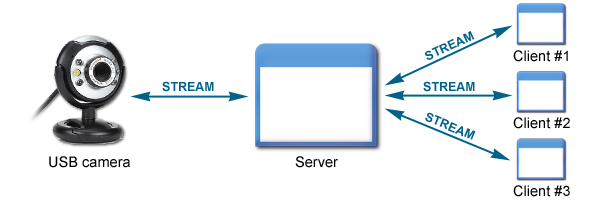 STREAM
Client #1
STREAM
STREAM
Client #2
STREAM
USB camera
Server
Client #3